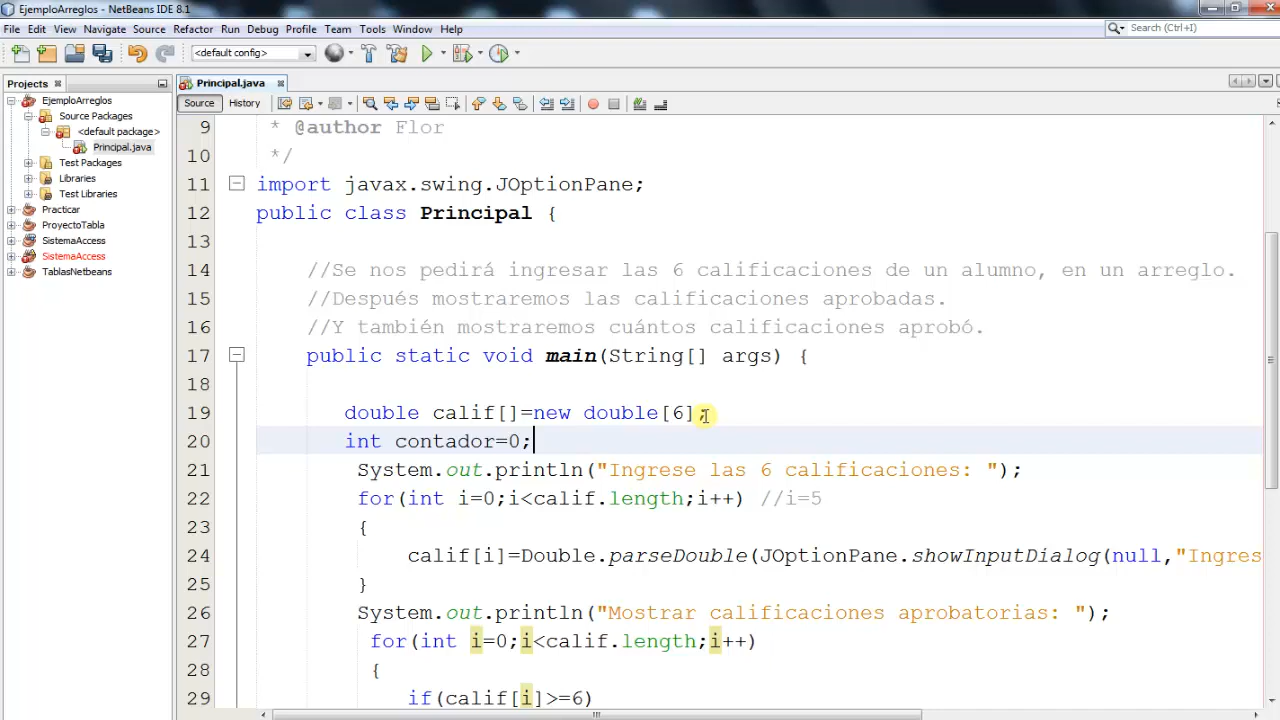 EjemploArreglos - NetBeans IDE 8.1
File Edit View Navigate Source Refactor Run Debug Profile Team Tools Window Help
Search (Ctrl+I)
<default config>
Projects
Principal.java
EjemploArreglos
Source Packages
<default package>
Principal.java
Test Packages
Libraries
Test Libraries
Practicar
ProyectoTabla
SistemaAccess
SistemaAccess
TablasNetbeans
Source History
9 * @author Flor
10 */
11 import javax.swing.JOptionPane;
12 public class Principal {
13
14 //Se nos pedirá ingresar las 6 calificaciones de un alumno, en un arreglo.
15 //Después mostraremos las calificaciones aprobadas.
16 //Y también mostraremos cuántos calificaciones aprobó.
17 public static void main(String[] args) {
18
19 double calif[]=new double[6];
20 int contador=0;
21 System.out.println("Ingrese las 6 calificaciones: ");
22 for(int i=0;i<calif.length;i++) //i=5
23 {
24 calif[i]=Double.parseDouble(JOptionPane.showInputDialog(null,"Ingres
25 }
26 System.out.println("Mostrar calificaciones aprobatorias: ");
27 for(int i=0;i<calif.length;i++)
28 {
29 if(calif[i]>=6)